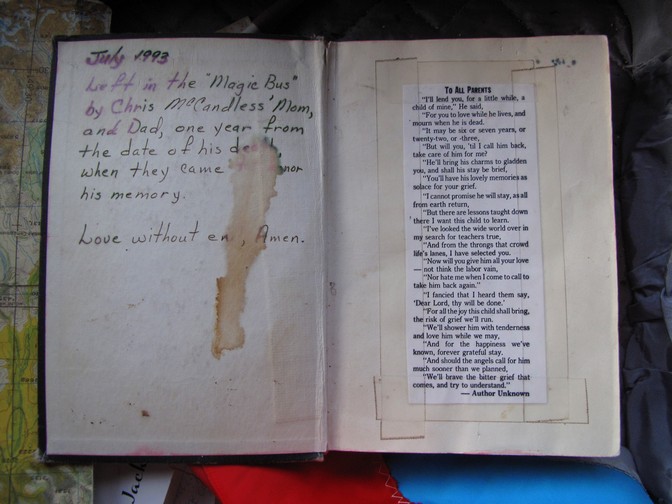 July 1993
Left in the "Magic Bus"
by Chris McCandless' Mom,
and Dad, one year from
the date of his
when they came
his memory.
Love without , Amen.
TO ALL PARENTS
"I'll lend you, for a little while, a
child of mine," He said,
"For you to love while he lives, and
mourn when he is dead.
"It may be six or seven years, or
twenty-two, or -three,
"But will you, 'til I call him back,
take care of him for me?
"He'll bring his charms to gladden
you, and shall his stay be brief,
"You'll have his lovely memories as
solace for your grief.
"I cannot promise he will stay, as all
from earth return,
"But there are lessons taught down
there I want this child to learn.
"I've looked the wide world over in
my search for teachers true,
"And from the throngs that crowd
life's lanes, I have selected you.
"Now will you give him all your love
— not think the labor vain,
"Nor hate me when I come to call to
take him back again."
"I fancied that I heard them say,
'Dear Lord, thy will be done.'
"For all the joy this child shall bring,
the risk of grief we'll run.
"We'll shower him with tenderness
and love him while we may,
"And for the happiness we've
known, forever grateful stay.
"And should the angels call for him
much sooner than we planned,
"We'll brave the bitter grief that
comes, and try to understand."
— Author Unknown
Jack